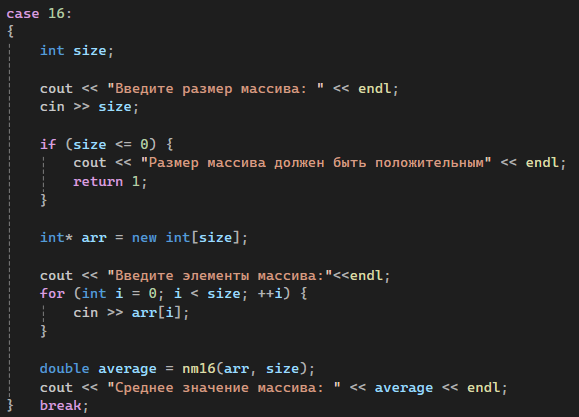 case 16:
{
int size;
cout << "Введите размер массива: " << endl;
cin >> size;
if (size <= 0) {
cout << "Размер массива должен быть положительным" << endl;
return 1;
}
int* arr = new int[size];
cout << "Введите элементы массива:"<<endl;
for (int i = 0; i < size; ++i) {
cin >> arr[i];
}
double average = nm16(arr, size);
cout << "Среднее значение массива: " << average << endl;
} break;